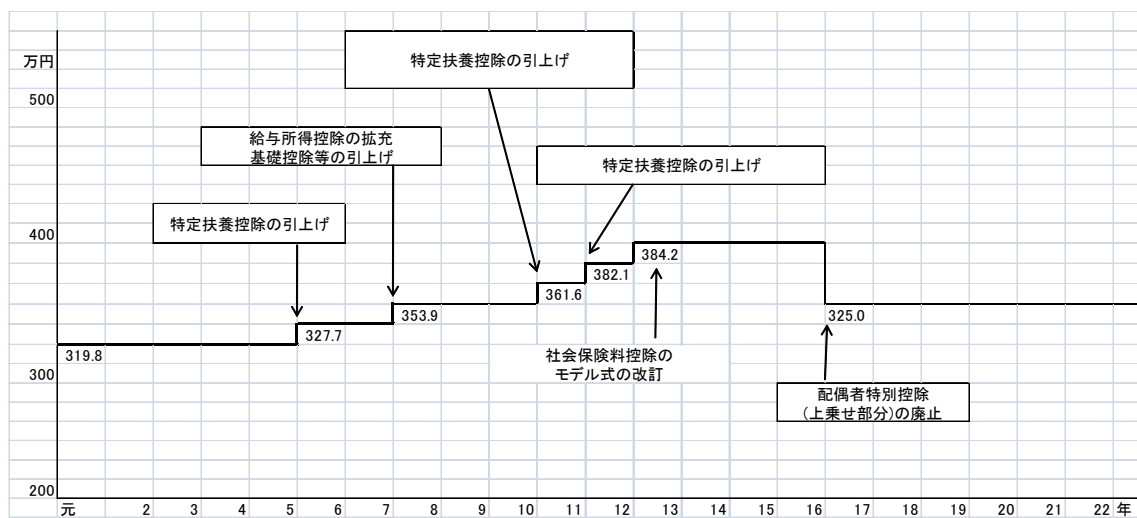 特定扶養控除の引上げ
万円
500
給与所得控除の拡充
基礎控除等の引上げ
特定扶養控除の引上げ
特定扶養控除の引上げ
400
384.2
382.1
361.6
353.9
327.7
325.0
319.8
社会保険料控除の
モデル式の改訂
300
配偶者特別控除
(上乗せ部分)の廃止
200
元 2 3 4 5 6 7 8 9 10 11 12 13 14 15 16 17 18 19 20 21 22 年